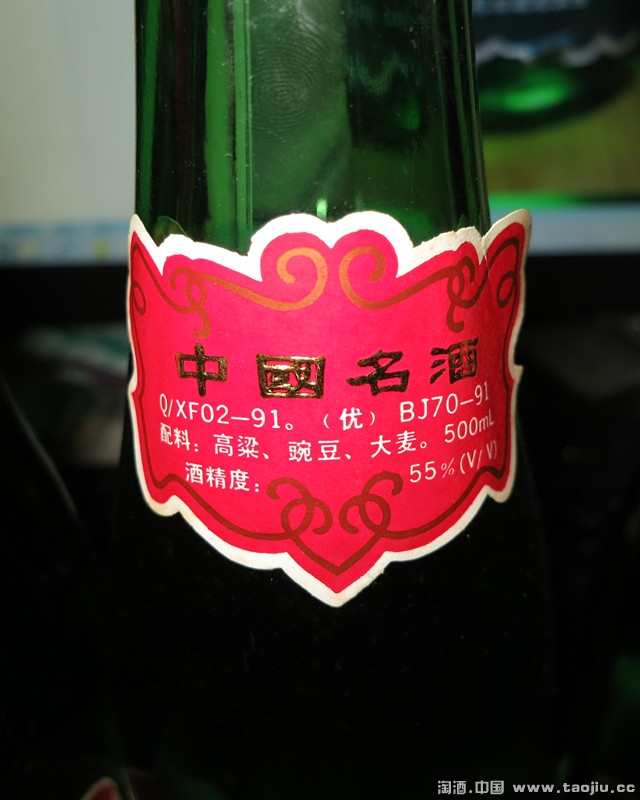 中國名酒
Q/XF02—91。(优) BJ70—91
配料：高粱、豌豆、大麦。500mL
酒精度： 55%(V/V)
淘酒.中国 www.taojiu.cc